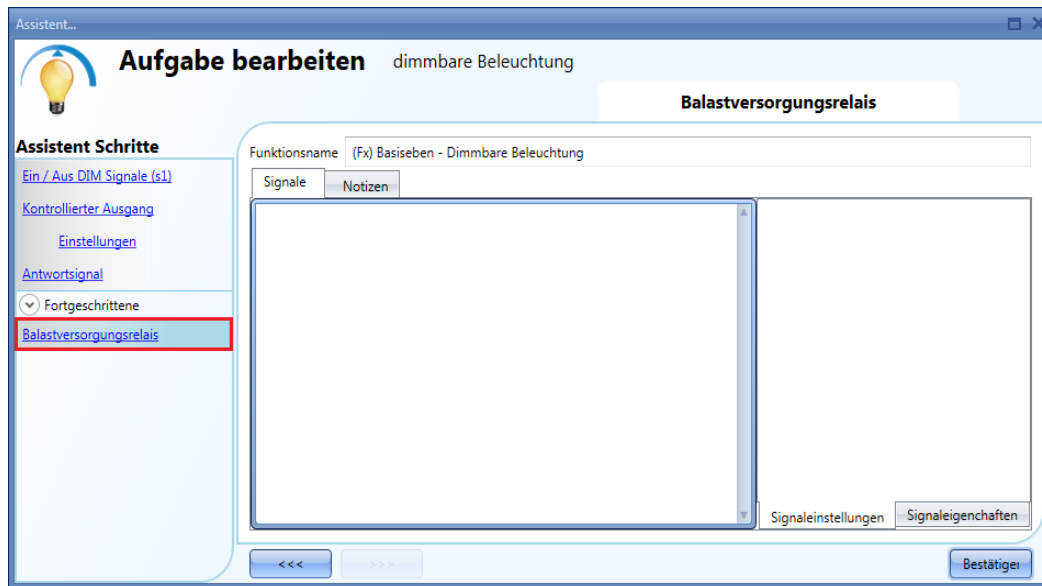 Assistent...
Aufgabe bearbeiten dimmbare Beleuchtung
Balastversorgungsrelais
Assistent Schritte
Ein / Aus DIM Signale (s1)
Kontrollierter Ausgang
Einstellungen
Antwortsignal
Fortgeschrittene
Balastversorgungsrelais
Funktionsname (Fx) Basiseben - Dimmbare Beleuchtung
Signale Notizen
Signaleinstellungen Signaleigenchaften
<<< >>> Bestätiger